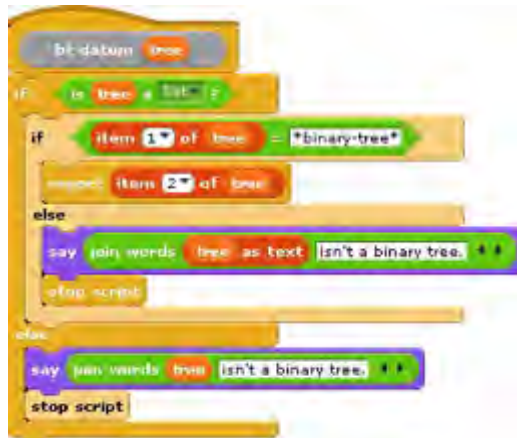 bt datum tree
if is tree a list ?
if item 1 of tree = *binary-tree*
report item 2 of tree
else
say join words tree as text isn't a binary tree.
stop script
else
say join words tree isn't a binary tree.
stop script